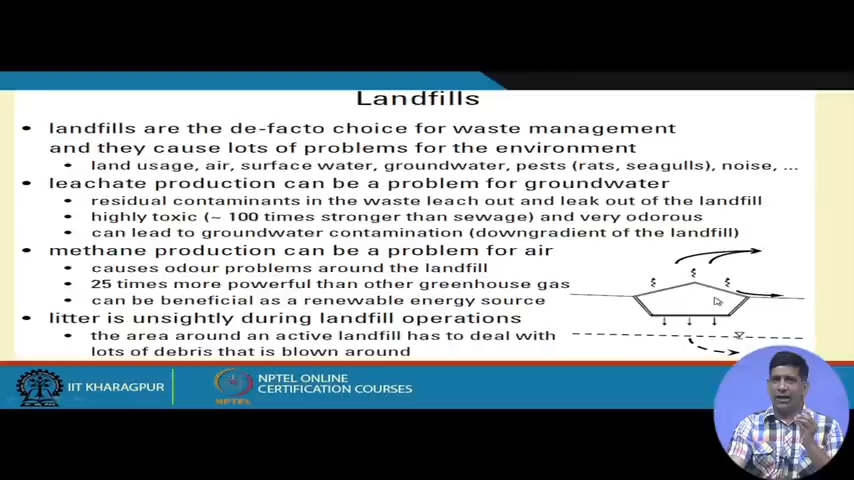 Landfills
• landfills are the de-facto choice for waste management
and they cause lots of problems for the environment
• land usage, air, surface water, groundwater, pests (rats, seagulls), noise, ...
• leachate production can be a problem for groundwater
• residual contaminants in the waste leach out and leak out of the landfill
• highly toxic (~ 100 times stronger than sewage) and very odorous
• can lead to groundwater contamination (downgradient of the landfill)
• methane production can be a problem for air
• causes odour problems around the landfill
• 25 times more powerful than other greenhouse gas
• can be beneficial as a renewable energy source
• litter is unsightly during landfill operations
• the area around an active landfill has to deal with
lots of debris that is blown around
IIT KHARAGPUR
NPTEL
NPTEL ONLINE
CERTIFICATION COURSES